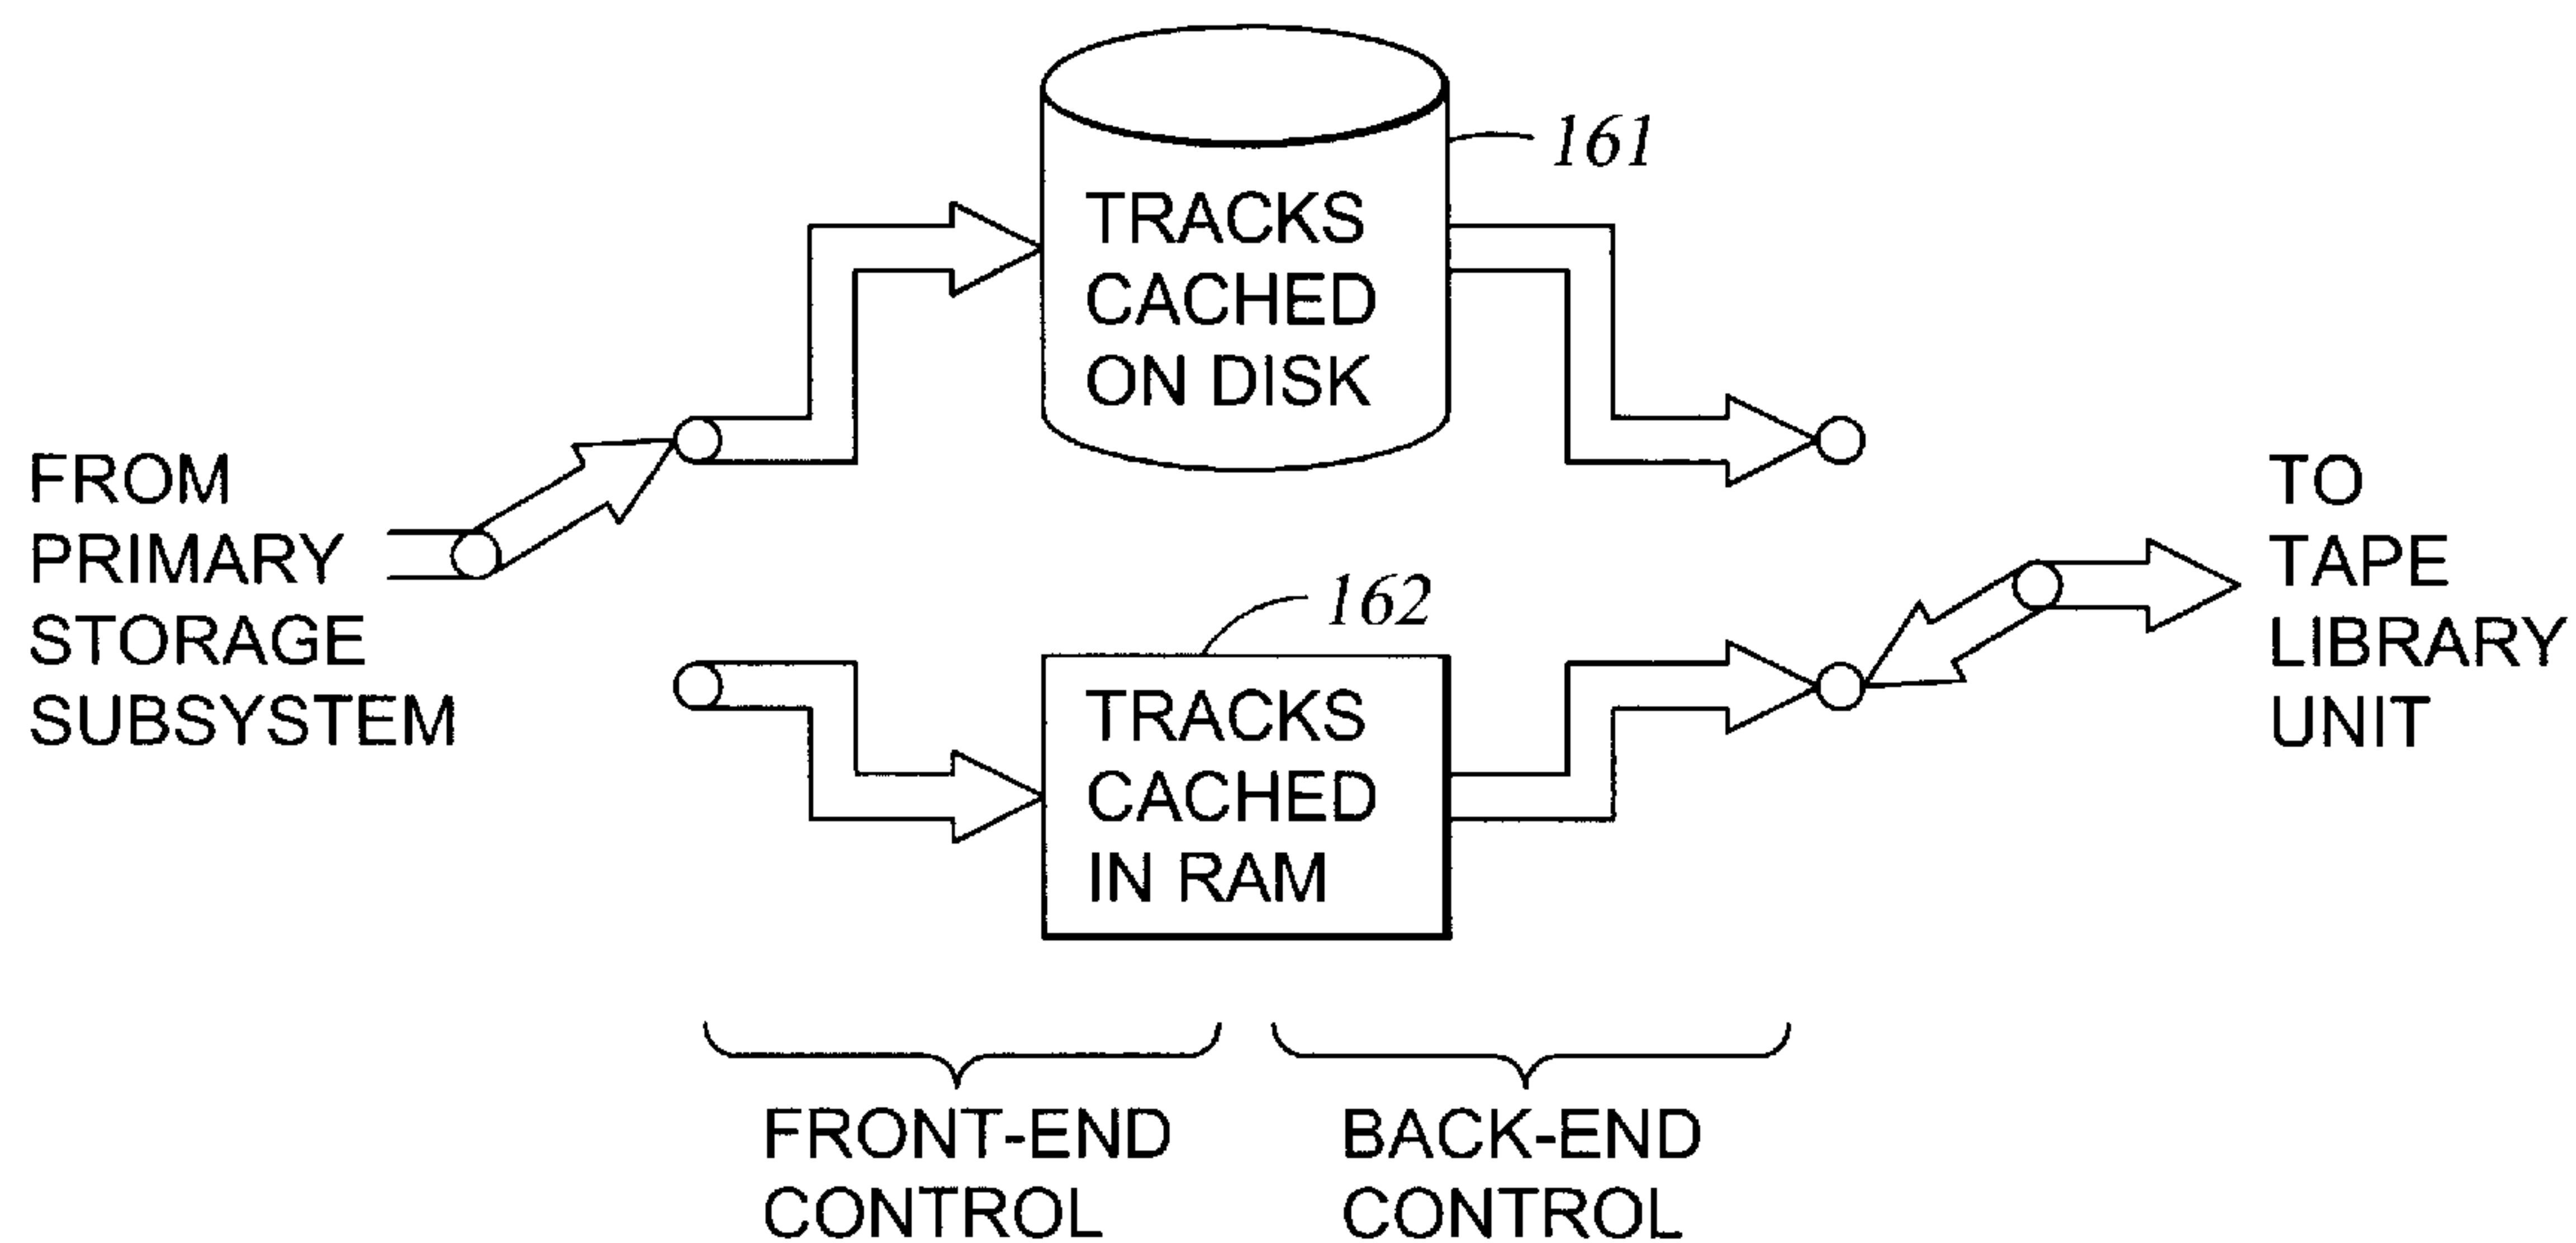 161
TRACKS
CACHED
ON DISK
FROM
PRIMARY
STORAGE
SUBSYSTEM
TO
TAPE
LIBRARY
UNIT
162
TRACKS
CACHED
IN RAM
FRONT-END
CONTROL
BACK-END
CONTROL